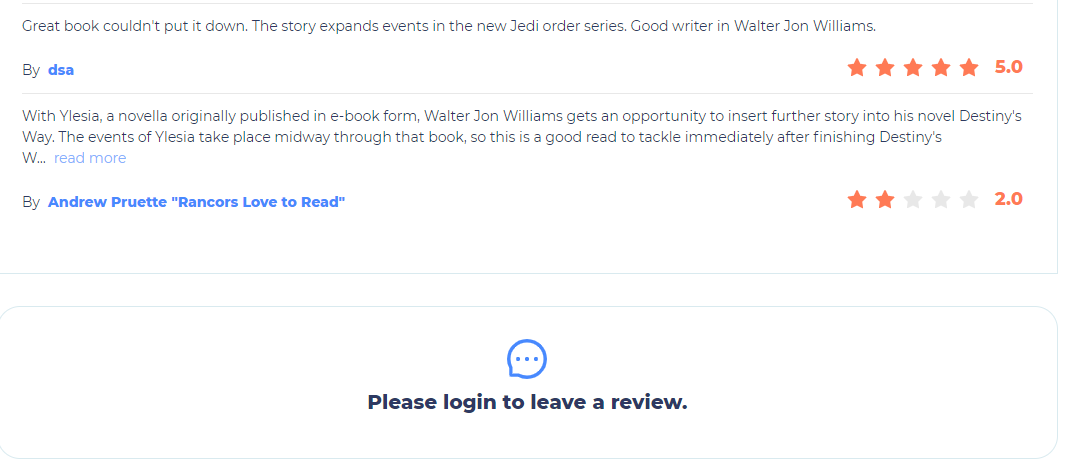 Great book couldn't put it down. The story expands events in the new Jedi order series. Good writer in Walter Jon Williams.
By dsa
5.0
With Ylesia, a novella originally published in e-book form, Walter Jon Williams gets an opportunity to insert further story into his novel Destiny's
Way. The events of Ylesia take place midway through that book, so this is a good read to tackle immediately after finishing Destiny's
W... read more
By Andrew Pruette "Rancors Love to Read"
2.0
Please login to leave a review.